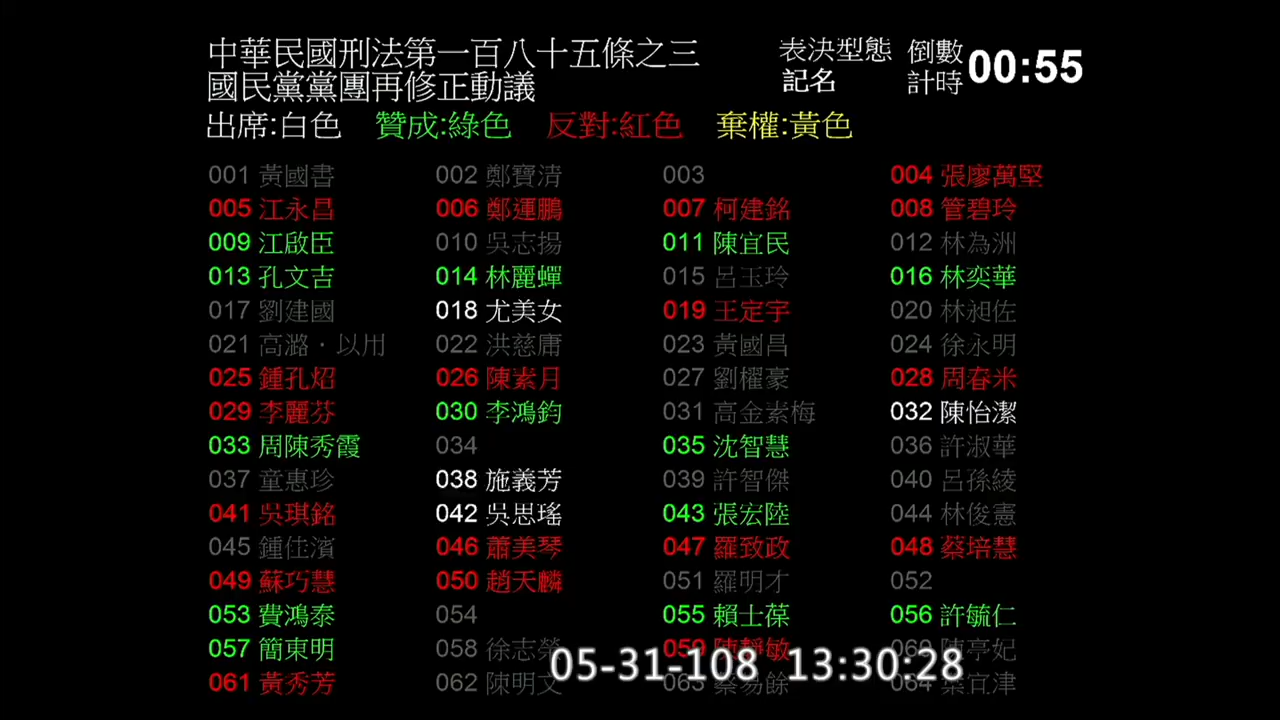 中華民國刑法第一百八十五條之三
國民黨黨團再修正動議
表決型態
記名
倒數
計時
00:55
出席:白色 贊成:綠色 反對:紅色 棄權:黃色
001 黃國書 002 鄭寶清 003 004 張廖萬堅
005 江永昌 006 鄭運鵬 007 柯建銘 008 管碧玲
009 江啟臣 010 吳志揚 011 陳宜民 012 林為洲
013 孔文吉 014 林麗蟬 015 呂玉玲 016 林奕華
017 劉建國 018 尤美女 019 王定宇 020 林昶佐
021 高潞．以用 022 洪慈庸 023 黃國昌 024 徐永明
025 鍾孔炤 026 陳素月 027 劉櫂豪 028 周春米
029 李麗芬 030 李鴻鈞 031 高金素梅 032 陳怡潔
033 周陳秀霞 034 035 沈智慧 036 許淑華
037 童惠珍 038 施義芳 039 許智傑 040 呂孫綾
041 吳琪銘 042 吳思瑤 043 張宏陸 044 林俊憲
045 鍾佳濱 046 蕭美琴 047 羅致政 048 蔡培慧
049 蘇巧慧 050 趙天麟 051 羅明才 052
053 費鴻泰 054 055 賴士葆 056 許毓仁
057 簡東明 058 徐志榮 059 陳靜敏 060 陳亭妃
061 黃秀芳 062 陳明文 063 蔡易餘 064 葉宜津
05-31-108 13:30:28